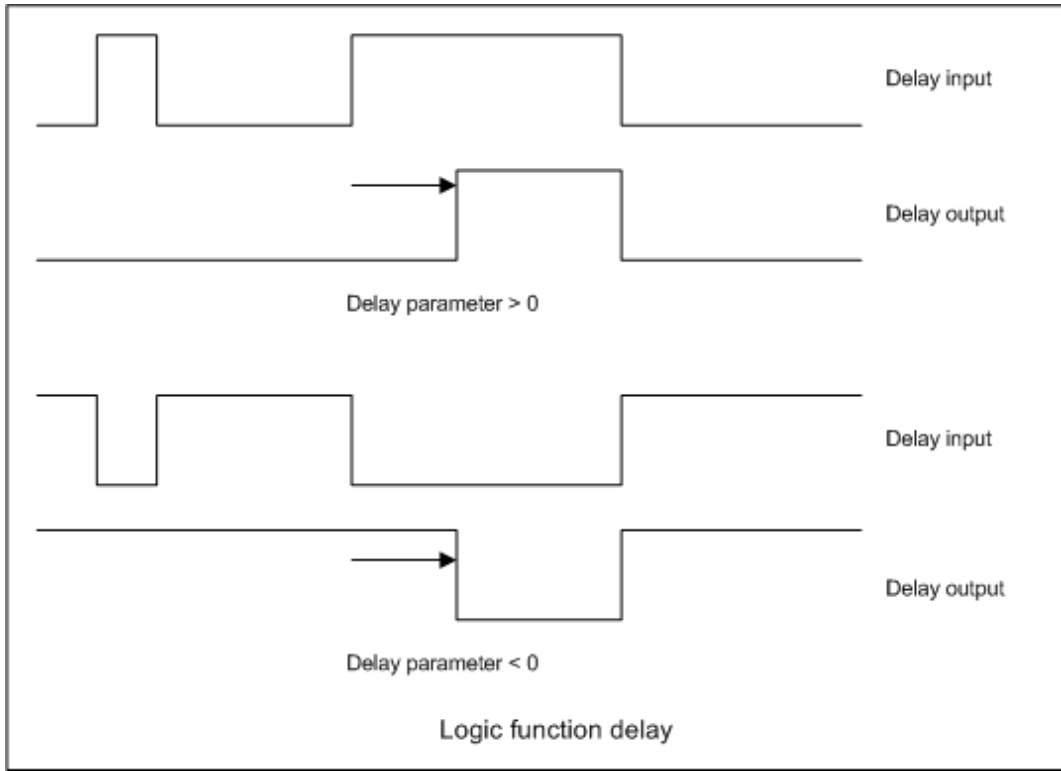 Delay input
Delay output
Delay parameter > 0
Delay input
Delay output
Delay parameter < 0
Logic function delay